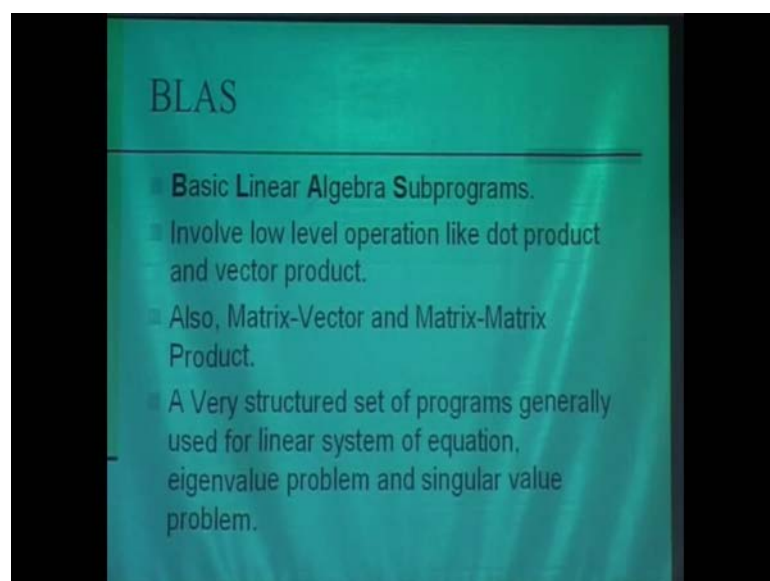 BLAS
Basic Linear Algebra Subprograms.
Involve low level operation like dot product
and vector product.
Also, Matrix-Vector and Matrix-Matrix
Product.
A Very structured set of programs generally
used for linear system of equation,
eigenvalue problem and singular value
problem.